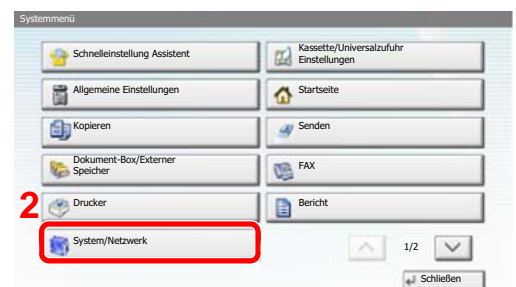 Systemmenü
Schnelleinstellung Assistent
Kassette/Universalzufuhr
Einstellungen
Allgemeine Einstellungen
Startseite
Kopieren
Senden
Dokument-Box/Externer
Speicher
FAX
2
Drucker
Bericht
System/Netzwerk
1/2
Schließen